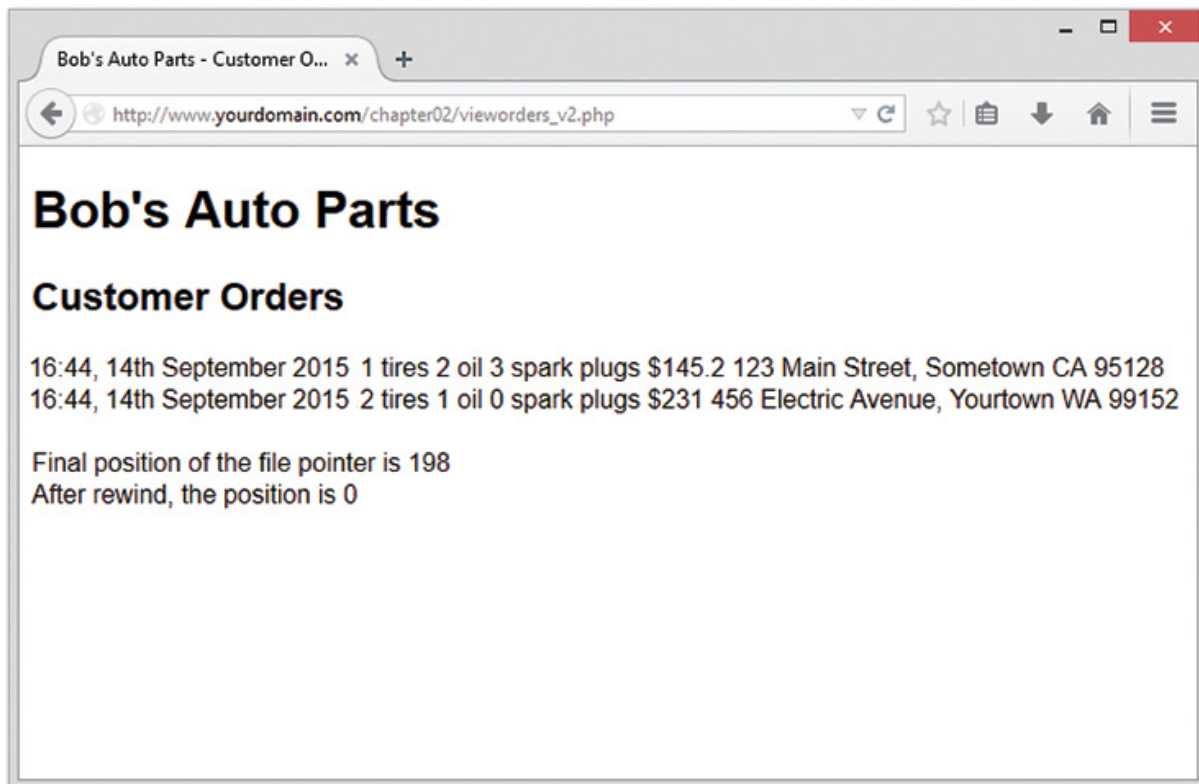 Bob's Auto Parts - Customer O...
http://www.yourdomain.com/chapter02/vieworders_v2.php
Bob's Auto Parts
Customer Orders
16:44, 14th September 2015 1 tires 2 oil 3 spark plugs $145.2 123 Main Street, Sometown CA 95128
16:44, 14th September 2015 2 tires 1 oil 0 spark plugs $231 456 Electric Avenue, Yourtown WA 99152
Final position of the file pointer is 198
After rewind, the position is 0